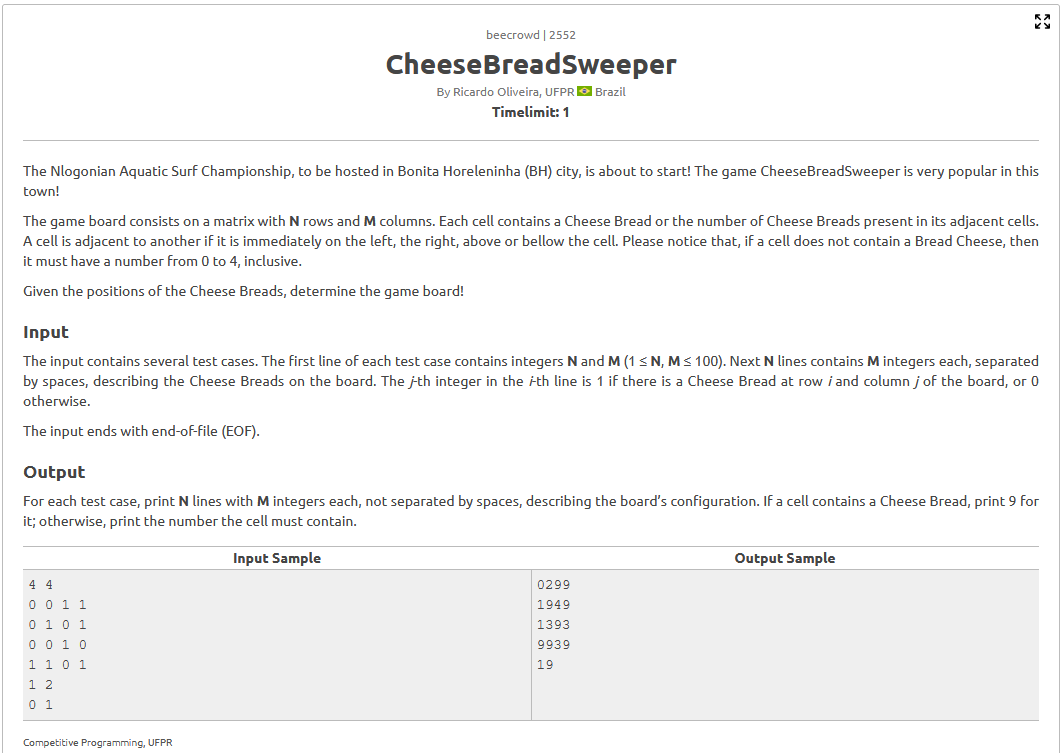 beecrowd | 2552
CheeseBreadSweeper
By Ricardo Oliveira, UFPR Brazil
Timelimit: 1
The Nlogonian Aquatic Surf Championship, to be hosted in Bonita Horeleninha (BH) city, is about to start! The game CheeseBreadSweeper is very popular in this
town!
The game board consists on a matrix with N rows and M columns. Each cell contains a Cheese Bread or the number of Cheese Breads present in its adjacent cells.
A cell is adjacent to another if it is immediately on the left, the right, above or bellow the cell. Please notice that, if a cell does not contain a Bread Cheese, then
it must have a number from 0 to 4, inclusive.
Given the positions of the Cheese Breads, determine the game board!
Input
The input contains several test cases. The first line of each test case contains integers N and M (1 ≤ N, M ≤ 100). Next N lines contains M integers each, separated
by spaces, describing the Cheese Breads on the board. The j-th integer in the i-th line is 1 if there is a Cheese Bread at row i and column j of the board, or 0
otherwise.
The input ends with end-of-file (EOF).
Output
For each test case, print N lines with M integers each, not separated by spaces, describing the board's configuration. If a cell contains a Cheese Bread, print 9 for
it; otherwise, print the number the cell must contain.
Input Sample
4 4
0 0 1 1
0 1 0 1
0 0 1 0
1 1 0 1
1 2
0 1
Output Sample
0299
1949
1393
9939
19
Competitive Programming, UFPR